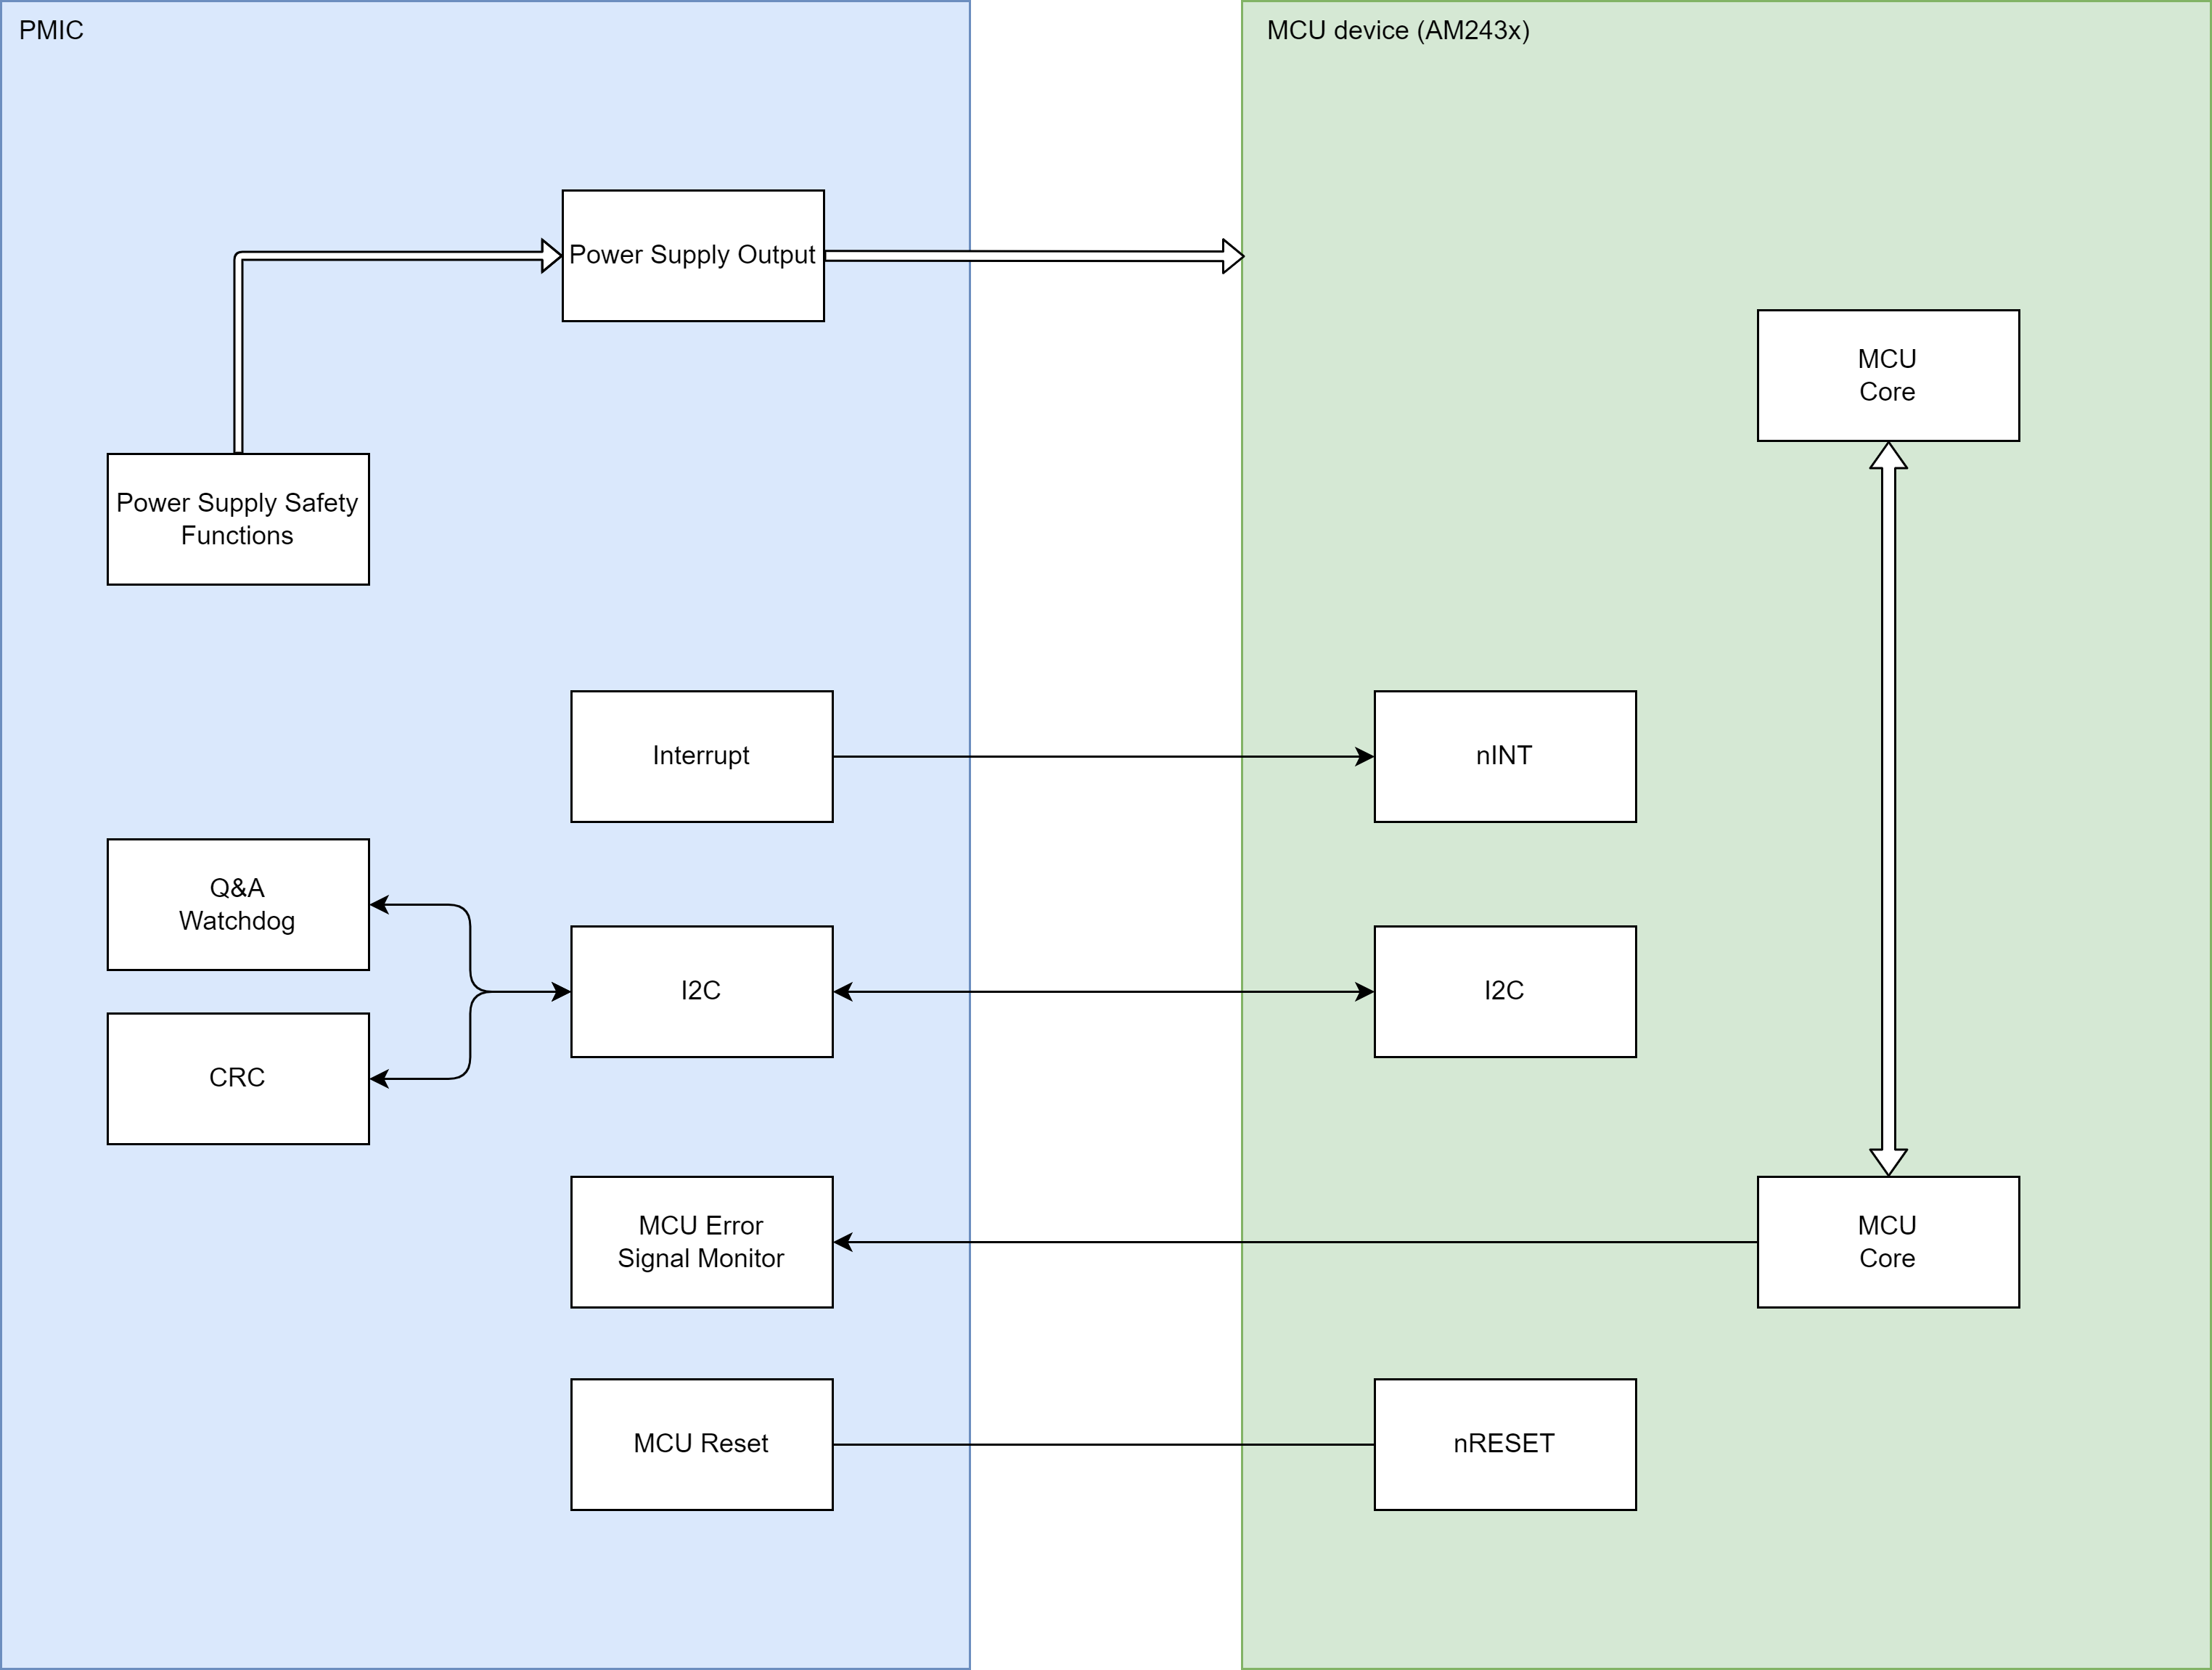 PMIC
MCU device (AM243x)
Power Supply Output
MCU
Core
Power Supply Safety
Functions
Interrupt
nINT
Q&A
Watchdog
I2C
I2C
CRC
MCU Error
Signal Monitor
MCU
Core
MCU Reset
nRESET